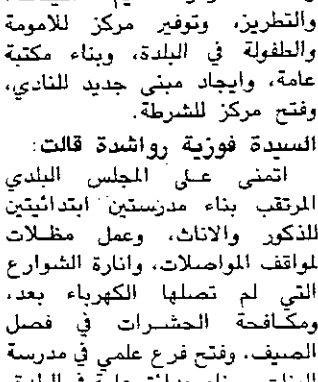 والتطريز، وتوفير مركز للامومة
والطفولة في البلدة، وبناء مكتبة
عامة، وايجاد مبنى جديد للنادي،
وفتح مركز للشرطة.
السيدة فوزية رواشدة قالت:
اتمنى على المجلس البلدي
المرتقب بناء مدرستين ابتدائيتين
للذكور والاناث، وعمل مظلات
لمواقف المواصلات، وانارة الشوارع
التي لم تصلها الكهرباء بعد،
ومكافحة الحشرات في فصل
الصيف، وفتح فرع علمي في مدرسة